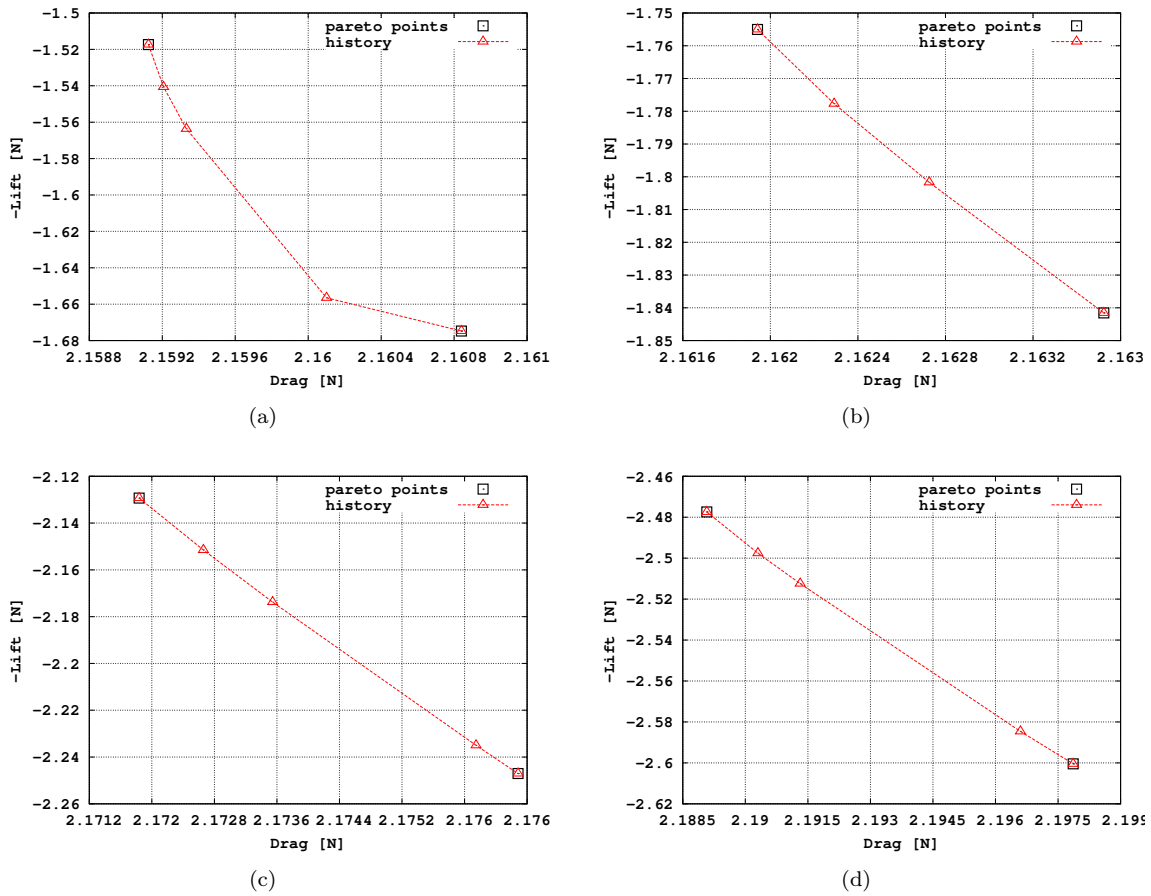 pareto points
history
-1.5
-1.52
-1.54
-1.56
-1.58
-1.6
-1.62
-1.64
-1.66
-1.68
-Lift [N]
2.1588 2.1592 2.1596 2.16 2.1604 2.1608 2.161
Drag [N]
(a)
pareto points
history
-1.75
-1.76
-1.77
-1.78
-1.79
-1.8
-1.81
-1.82
-1.83
-1.84
-1.85
-Lift [N]
2.1616 2.162 2.1624 2.1628 2.1632 2.163
Drag [N]
(b)
pareto points
history
-2.12
-2.14
-2.16
-2.18
-2.2
-2.22
-2.24
-2.26
-Lift [N]
2.1712 2.172 2.1728 2.1736 2.1744 2.1752 2.176 2.176
Drag [N]
(c)
pareto points
history
-2.46
-2.48
-2.5
-2.52
-2.54
-2.56
-2.58
-2.6
-2.62
-Lift [N]
2.1885 2.19 2.1915 2.193 2.1945 2.196 2.1975 2.199
Drag [N]
(d)